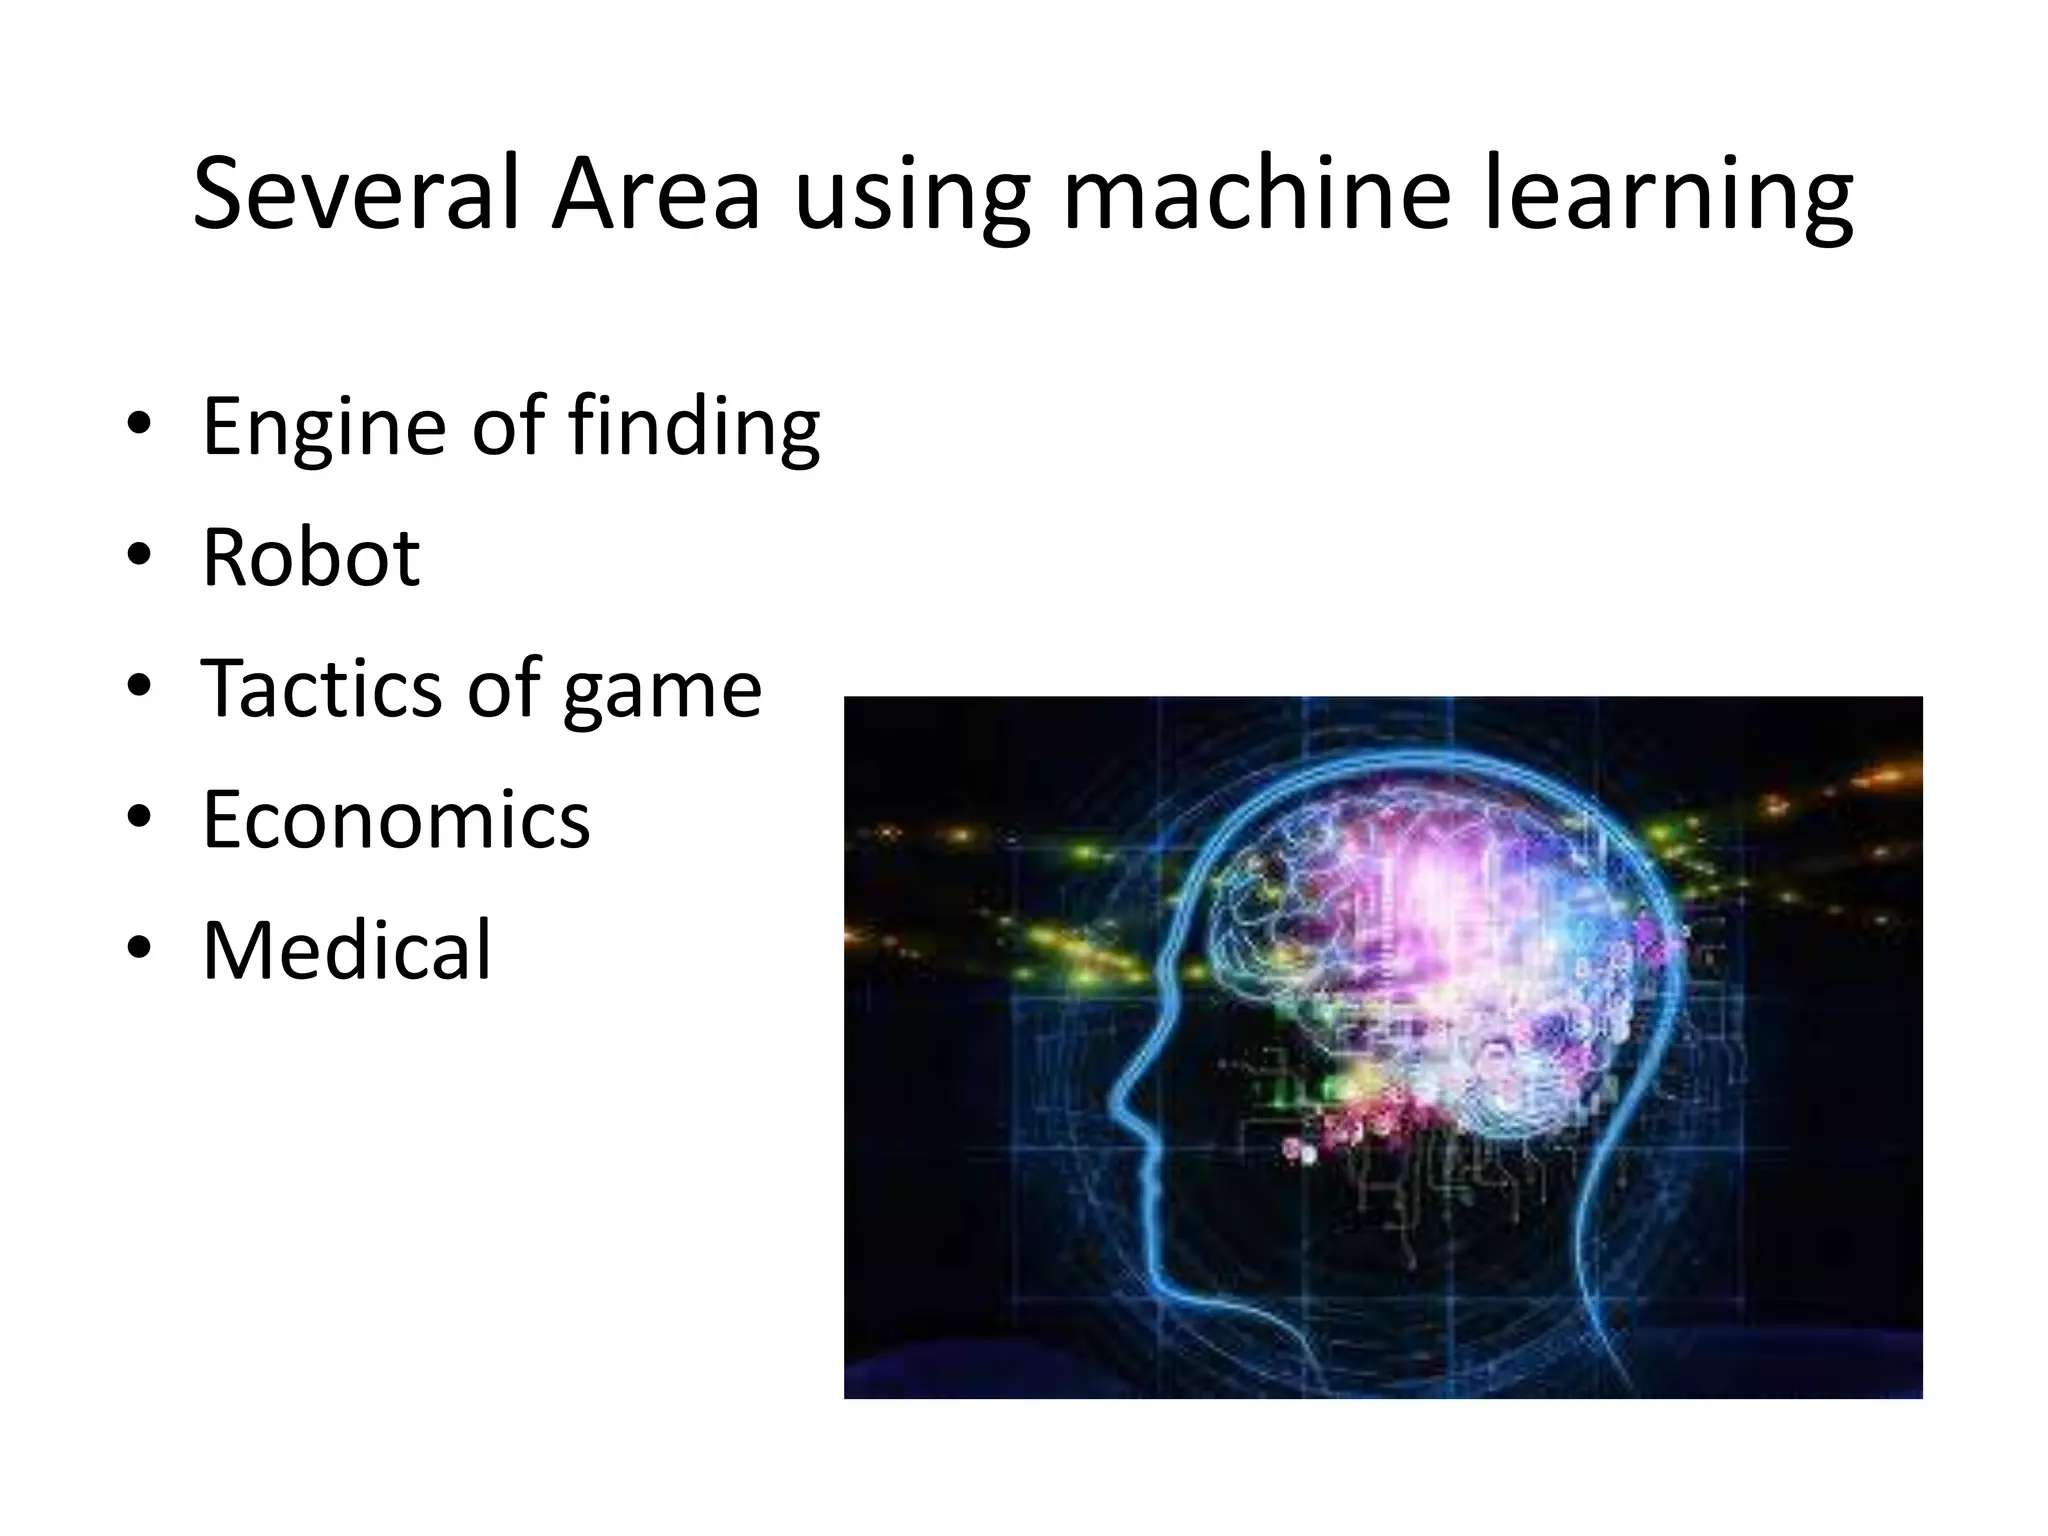 Several Area using machine learning
• Engine of finding
• Robot
• Tactics of game
• Economics
• Medical